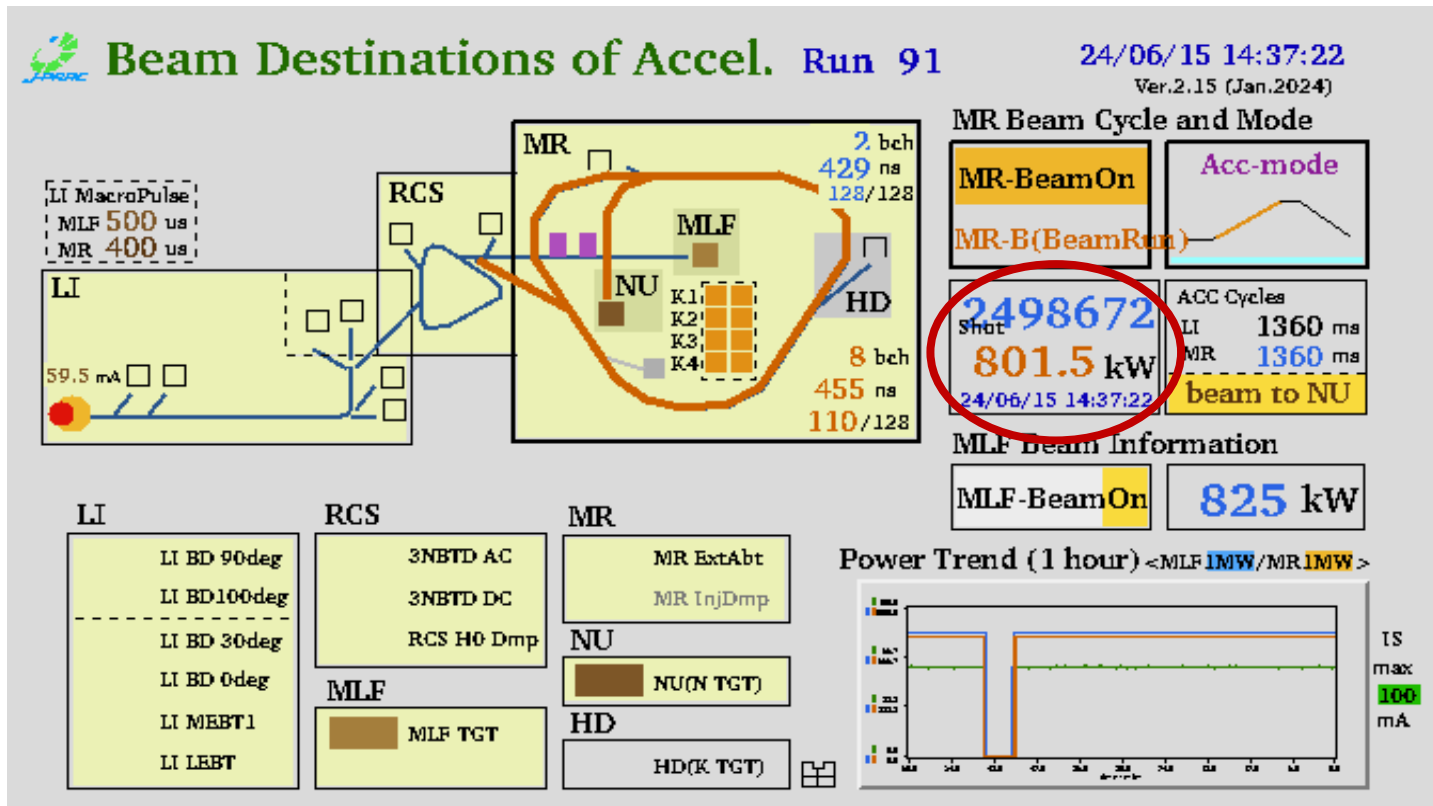 J-PARC
Beam Destinations of Accel. Run 91
24/06/15 14:37:22
Ver.2.15 (Jan.2024)
LI MacroPulse
MLF 500 us
MR 400 us
LI
59.5 mA
RCS
MR
2 bch
429 ns
128/128
MLF
NU
K1
K2
K3
K4
HD
8 bch
455 ns
110/128
MR Beam Cycle and Mode
MR-BeamOn
MR-B(BeamRun)
Acc-mode
2498672
Shot
801.5 kW
24/06/15 14:37:22
ACC Cycles
LI 1360 ms
MR 1360 ms
beam to NU
MLF Beam Information
MLF-BeamOn
825 kW
LI
LI BD 90deg
LI BD100deg
LI BD 30deg
LI BD 0deg
LI MEBT1
LI LEBT
RCS
3NBTD AC
3NBTD DC
RCS H0 Dmp
MLF
MLF TGT
MR
MR ExtAbt
MR InjDmp
NU
NU(N TGT)
HD
HD(K TGT)
Power Trend (1 hour) <MLF 1MW/MR 1MW>
IS
max
100
mA